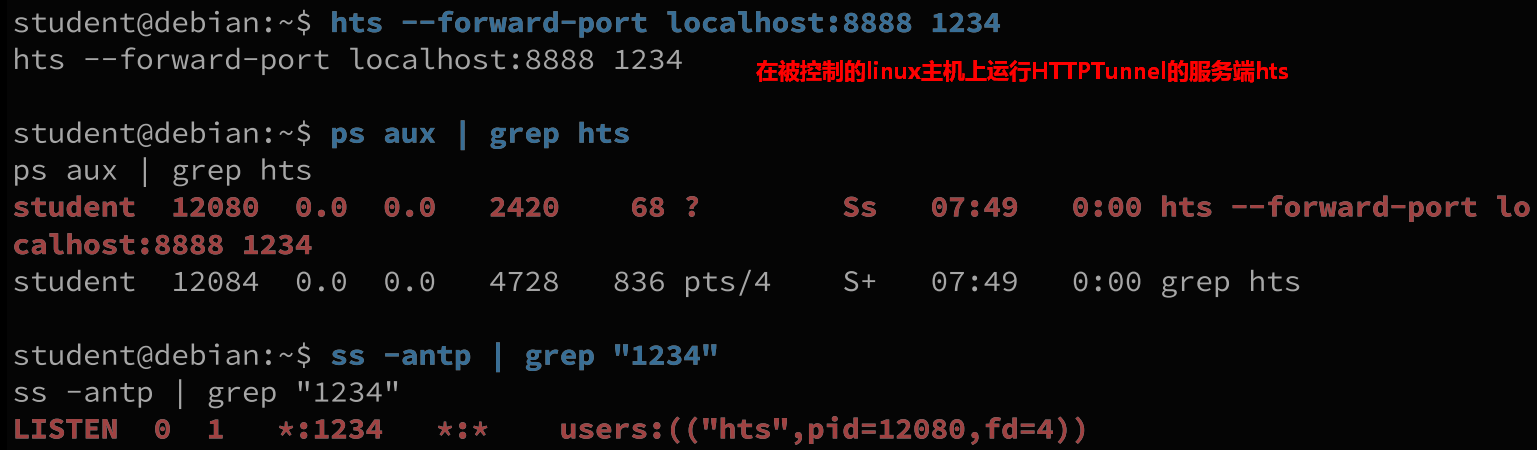 student@debian:~$ hts --forward-port localhost:8888 1234
hts --forward-port localhost:8888 1234
在被控制的linux主机上运行HTTPTunnel的服务端hts
student@debian:~$ ps aux | grep hts
ps aux | grep hts
student  12080  0.0  0.0   2420    68 ?        Ss   07:49   0:00 hts --forward-port lo
calhost:8888 1234
student  12084  0.0  0.0   4728   836 pts/4    S+   07:49   0:00 grep hts
student@debian:~$ ss -antp | grep "1234"
ss -antp | grep "1234"
LISTEN  0  1   *:1234   *:*    users:(("hts",pid=12080,fd=4))